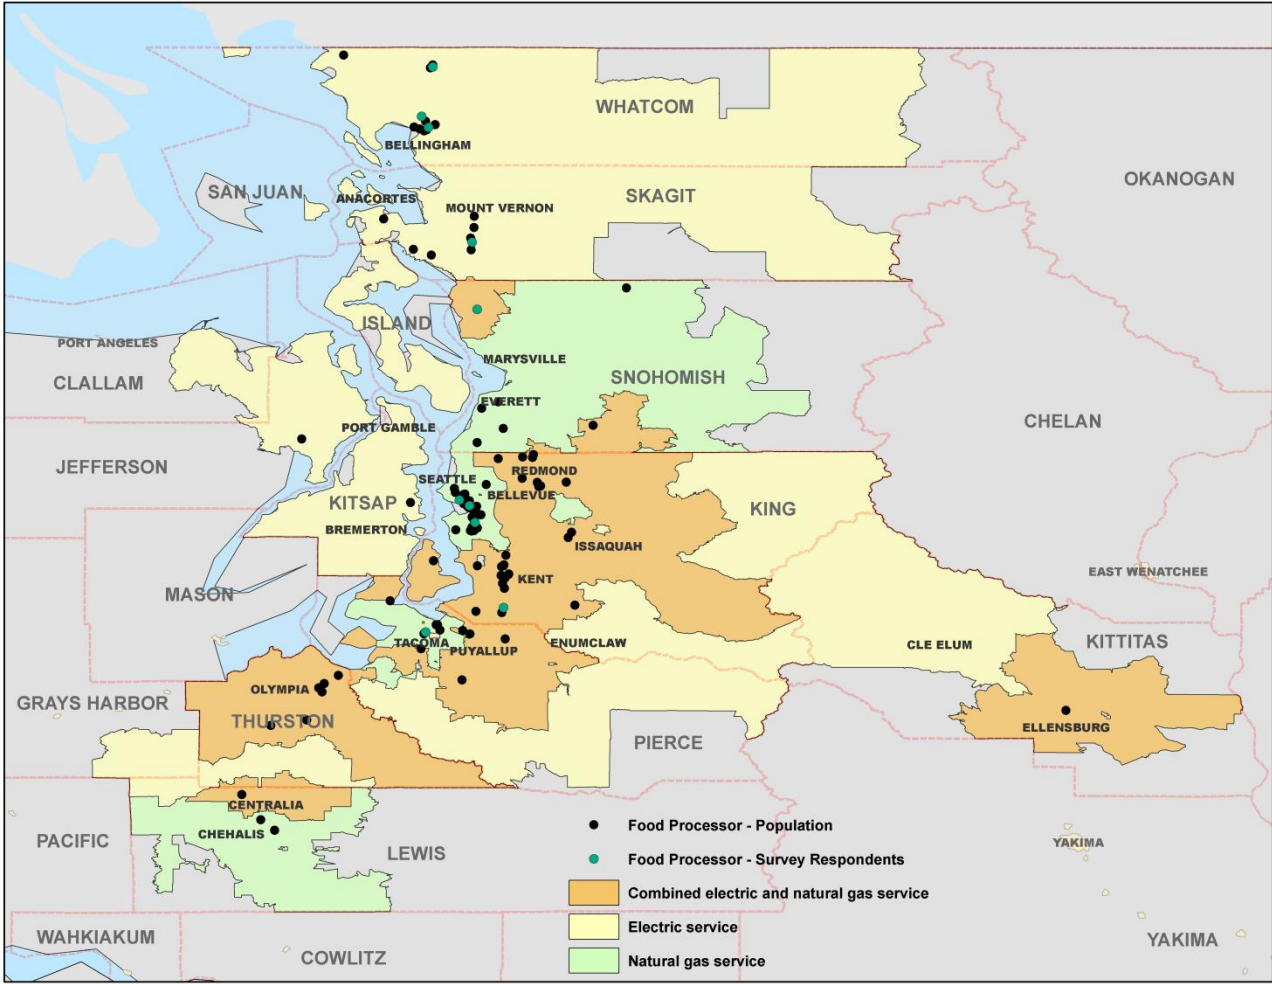 WHATCOM
BELLINGHAM
OKANOGAN
SAN JUAN
ANACORTES
SKAGIT
MOUNT VERNON
ISLAND
PORT ANGELES
MARYSVILLE
CLALLAM
SNOHOMISH
EVERETT
CHELAN
PORT GAMBLE
JEFFERSON
REDMOND
SEATTLE
BELLEVUE
KITSAP
KING
BREMERTON
ISSAQUAH
EAST WENATCHEE
KENT
MASON
TACOMA
ENUMCLAW
KITTITAS
PUYALLUP
CLE ELUM
OLYMPIA
GRAYS HARBOR
THURSTON
ELLENSBURG
PIERCE
CENTRALIA
Food Processor - Population
CHEHALIS
PACIFIC
YAKIMA
LEWIS
Food Processor - Survey Respondents
Combined electric and natural gas service
Electric service
WAHKIAKUM
YAKIMA
COWLITZ
Natural gas service